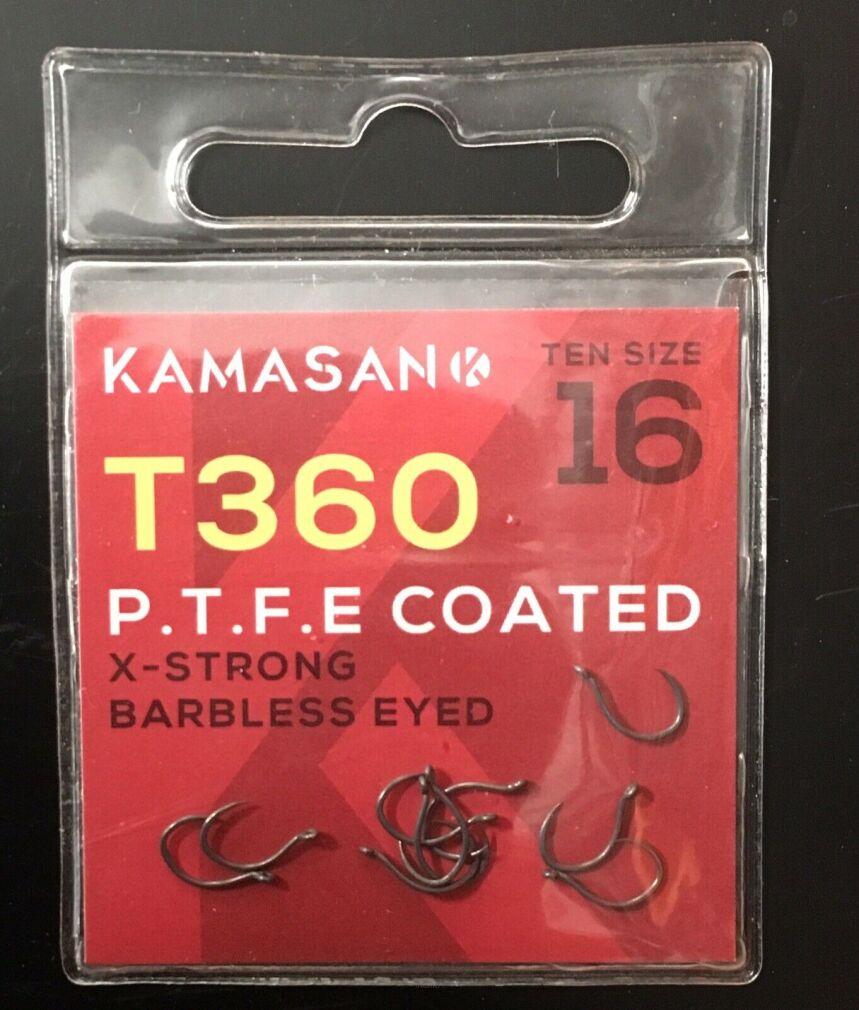 KAMASAN K
TEN SIZE
16
T360
P.T.F.E COATED
X-STRONG
BARBLESS EYED